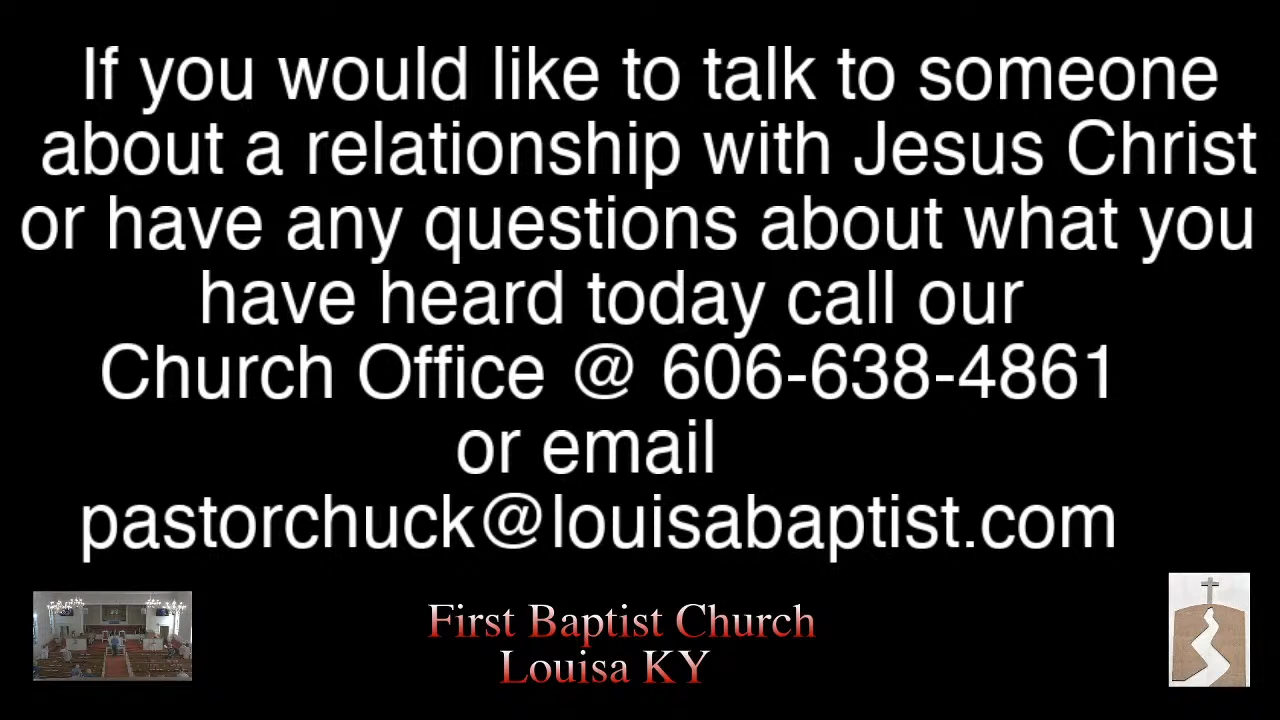 If you would like to talk to someone
about a relationship with Jesus Christ
or have any questions about what you
have heard today call our
Church Office @ 606-638-4861
or email
pastorchuck@louisabaptist.com
First Baptist Church
Louisa KY